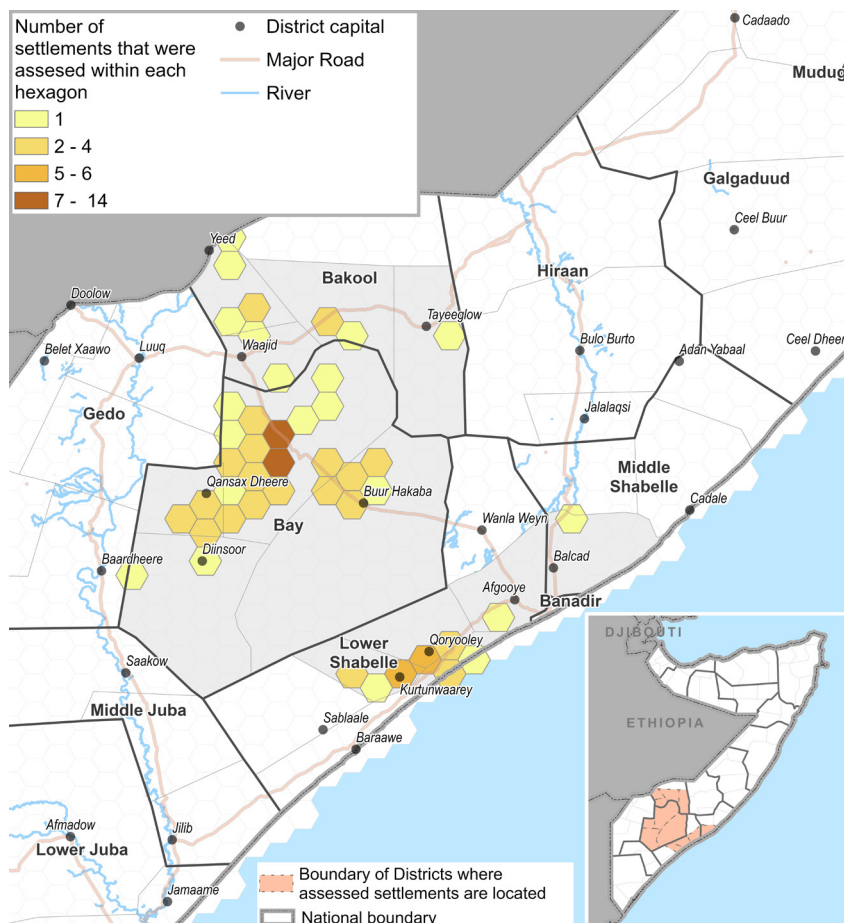 Number of
settlements that were
assesed within each
hexagon
1
2 - 4
5 - 6
7 - 14
District capital
Major Road
River
Cadaado
Mudug
Galgaduud
Ceel Buur
Yeed
Bakool
Hiraan
Doolow
Tayeeglow
Belet Xaawo
Luuq
Waajid
Bulo Burto
Adan Yabaal
Ceel Dheer
Gedo
Jalalaqsi
Middle
Shabelle
Qansax Dheere
Buur Hakaba
Cadale
Bay
Wanla Weyn
Diinsoor
Baardheere
Balcad
Afgooye
Banadir
Lower
Shabelle
Qoryooley
Saakow
Kurtunwaarey
Middle Juba
Sablaale
Baraawe
Afmadow
Jilib
Lower Juba
Jamaame
DJIBOUTI
ETHIOPIA
Boundary of Districts where
assessed settlements are located
National boundary